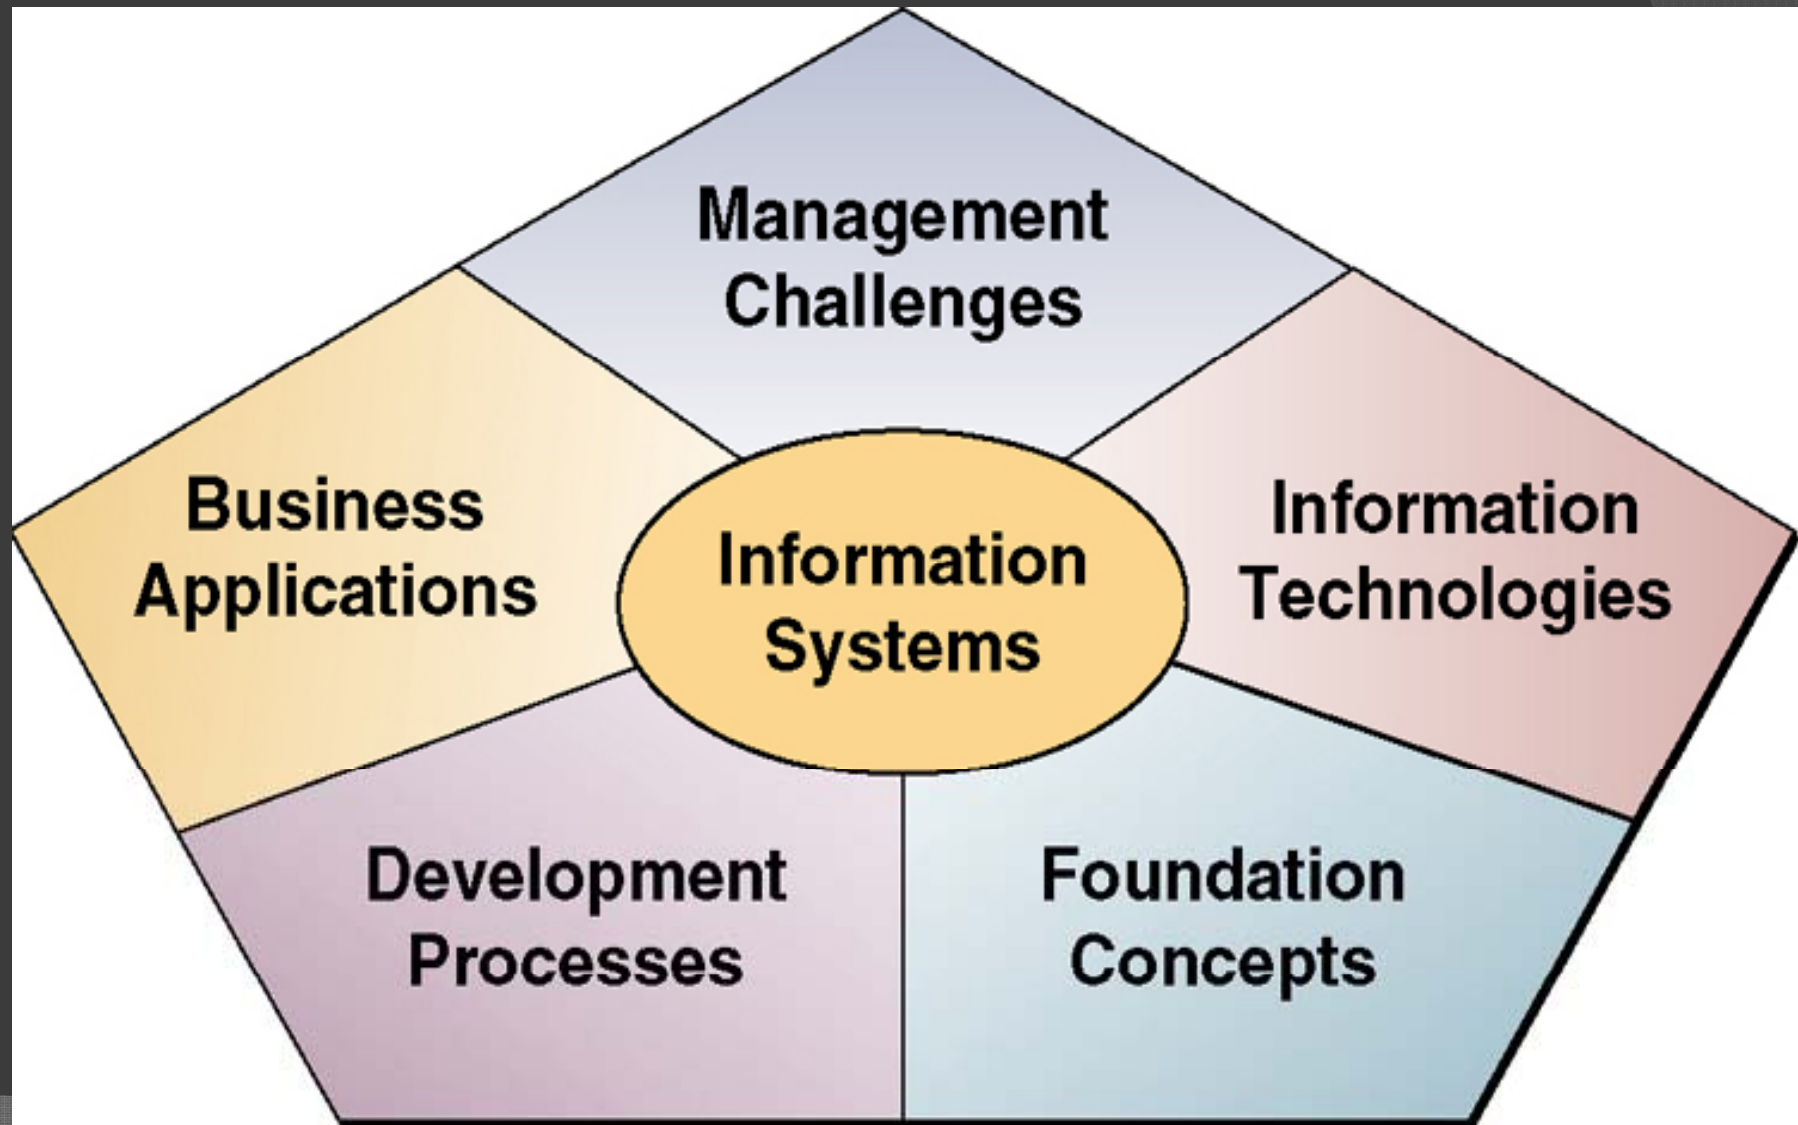 Management
Challenges
Business
Applications
Information
Systems
Information
Technologies
Development
Processes
Foundation
Concepts